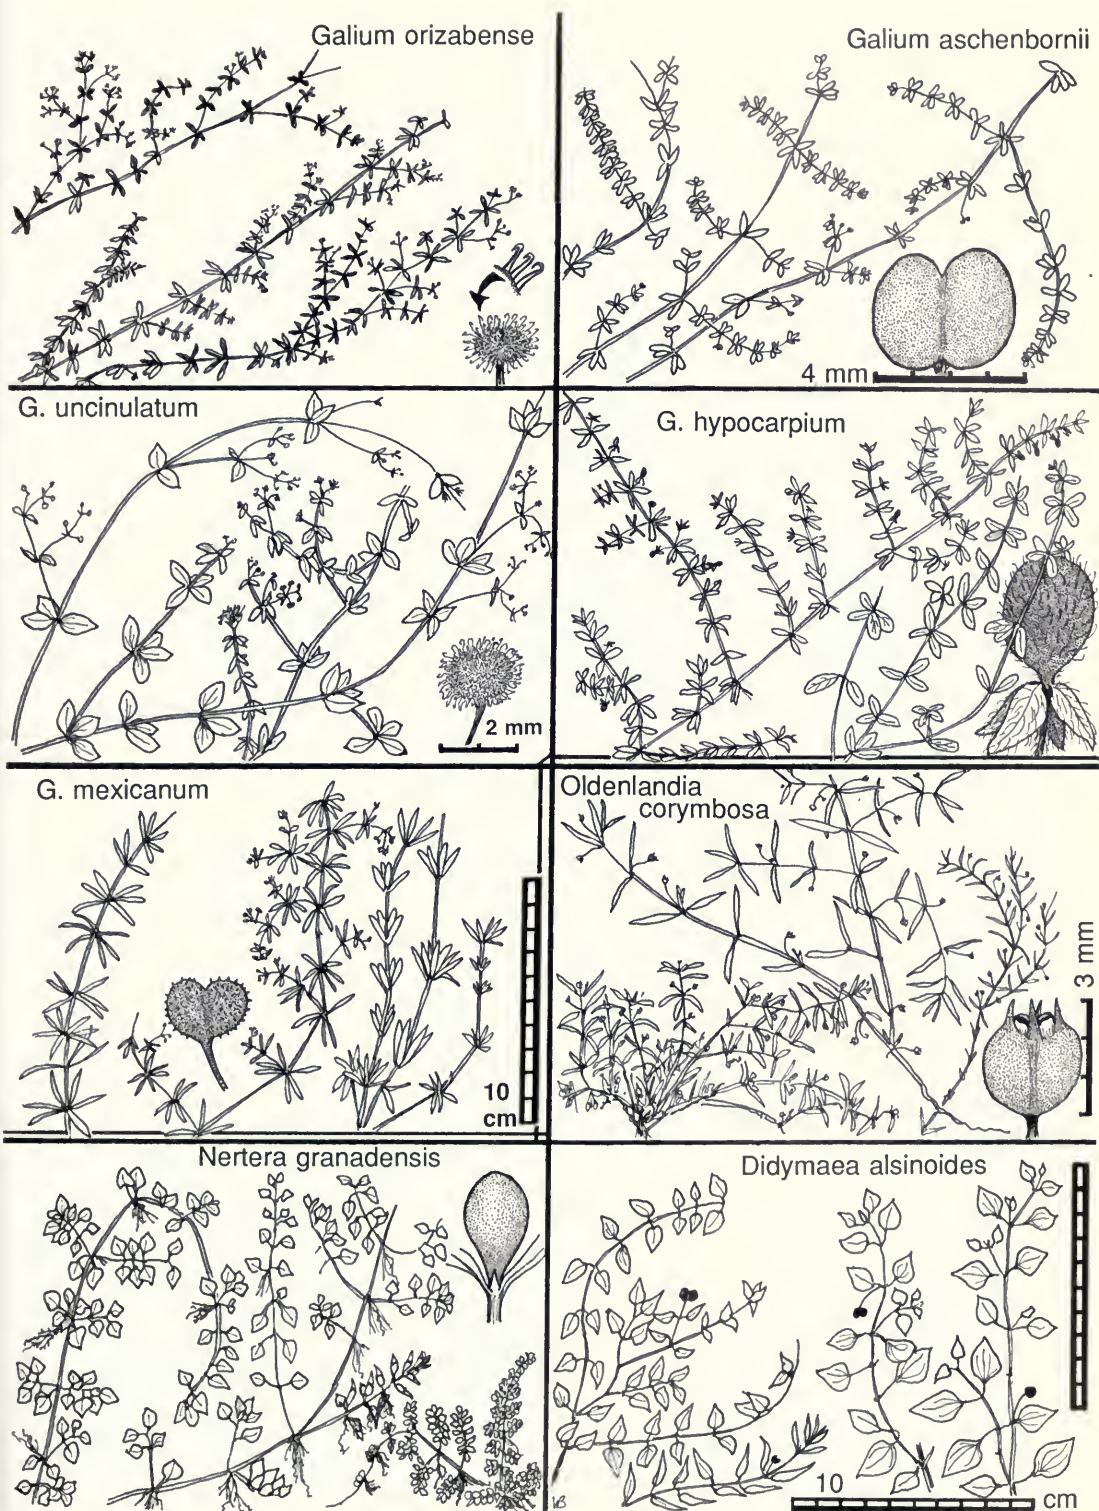 Galium orizabense
Galium aschenbornii
4 mm
G. uncinulatum
G. hypocarpium
2 mm
G. mexicanum
Oldenlandia
corymbosa
3 mm
10
cm
Nertera granadensis
Didymaea alsinoides
10
cm